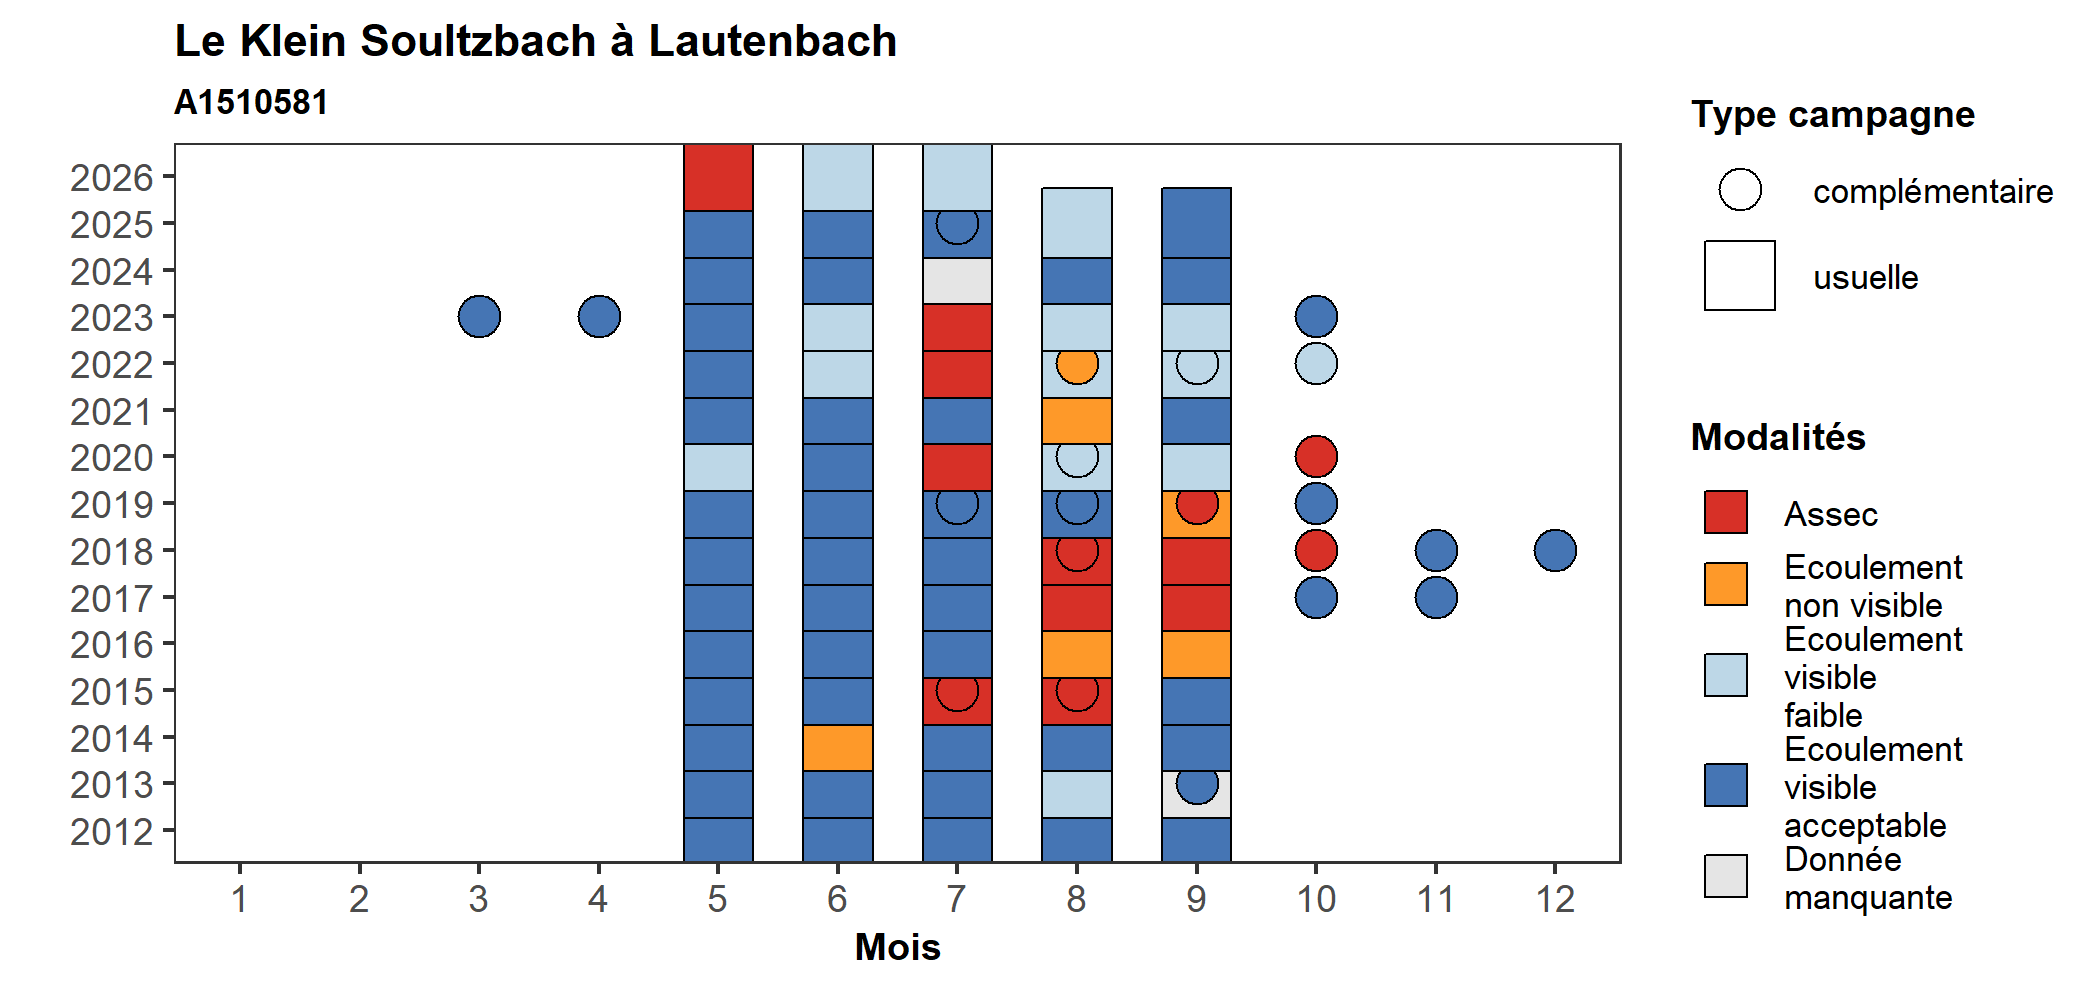 Le Klein Soultzbach à Lautenbach
A1510581
2026
2025
2024
2023
2022
2021
2020
2019
2018
2017
2016
2015
2014
2013
2012
1 2 3 4 5 6 7 8 9 10 11 12
Mois
Type campagne
complémentaire
usuelle
Modalités
Assec
Ecoulement
non visible
Ecoulement
visible
faible
Ecoulement
visible
acceptable
Donnée
manquante